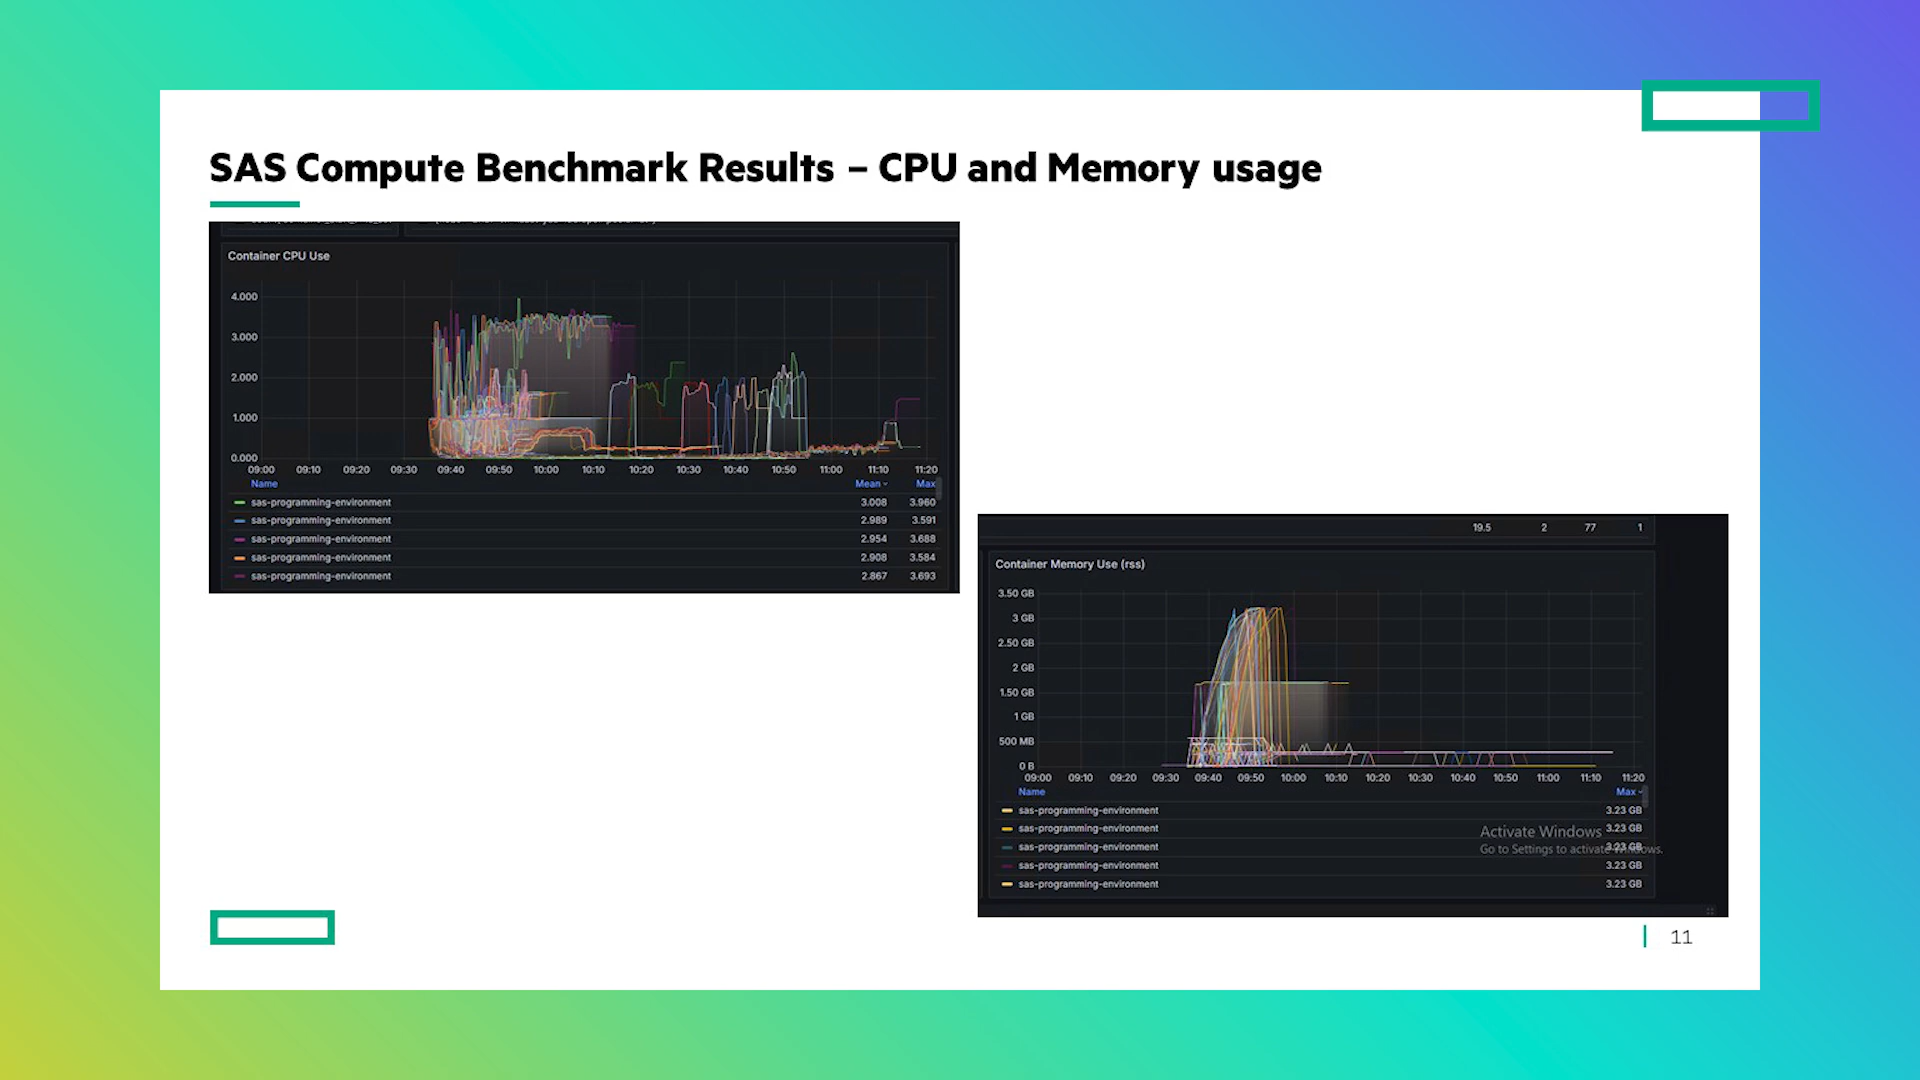 SAS Compute Benchmark Results – CPU and Memory usage
Container CPU Use
4.000
3.000
2.000
1.000
0.000
09:00 09:10 09:20 09:30 09:40 09:50 10:00 10:10 10:20 10:30 10:40 10:50 11:00 11:10 11:20
Name Mean Max
sas-programming-environment 3.008 3.960
sas-programming-environment 2.989 3.591
sas-programming-environment 2.954 3.688
sas-programming-environment 2.908 3.584
sas-programming-environment 2.867 3.693
19.5 2 77 1
Container Memory Use (rss)
3.50 GB
3 GB
2.50 GB
2 GB
1.50 GB
1 GB
500 MB
0 B
09:00 09:10 09:20 09:30 09:40 09:50 10:00 10:10 10:20 10:30 10:40 10:50 11:00 11:10 11:20
Name Max
sas-programming-environment 3.23 GB
sas-programming-environment 3.23 GB
sas-programming-environment 3.23 GB
sas-programming-environment 3.23 GB
sas-programming-environment 3.23 GB
Activate Windows
Go to Settings to activate Windows.
11